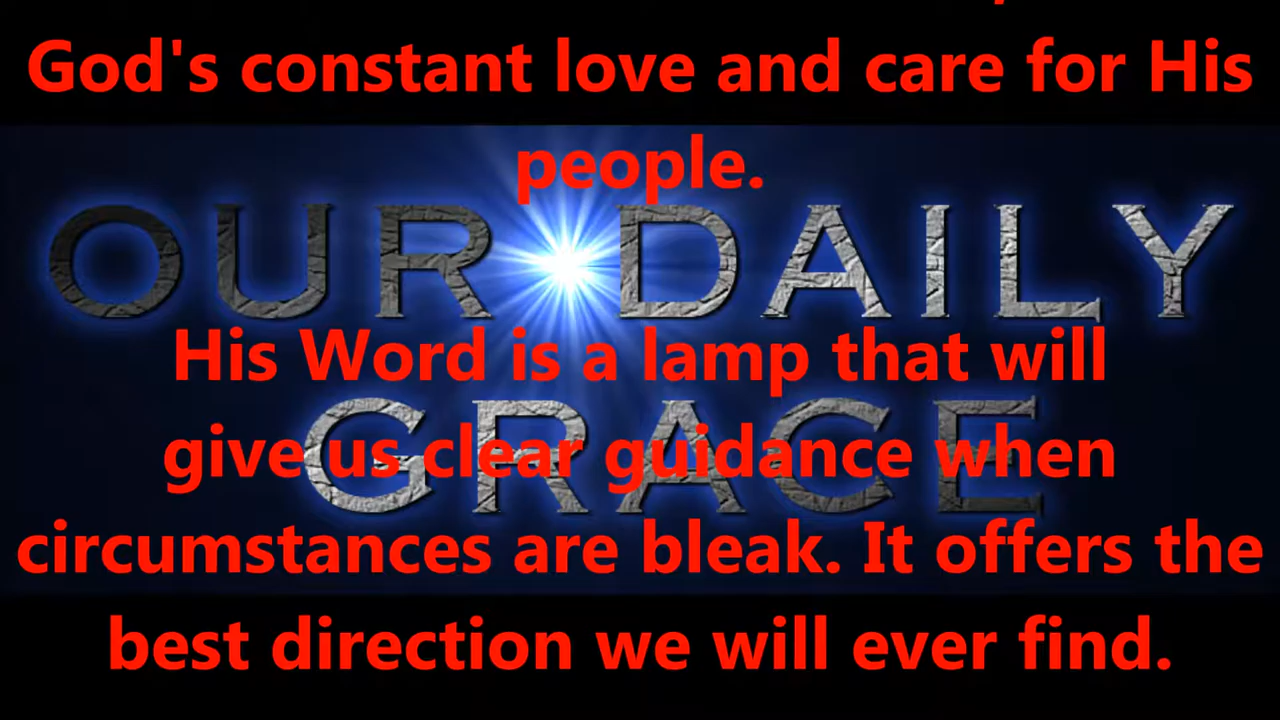 God's constant love and care for His
people.
OUR DAILY
His Word is a lamp that will
GRACE
give us clear guidance when
circumstances are bleak. It offers the
best direction we will ever find.